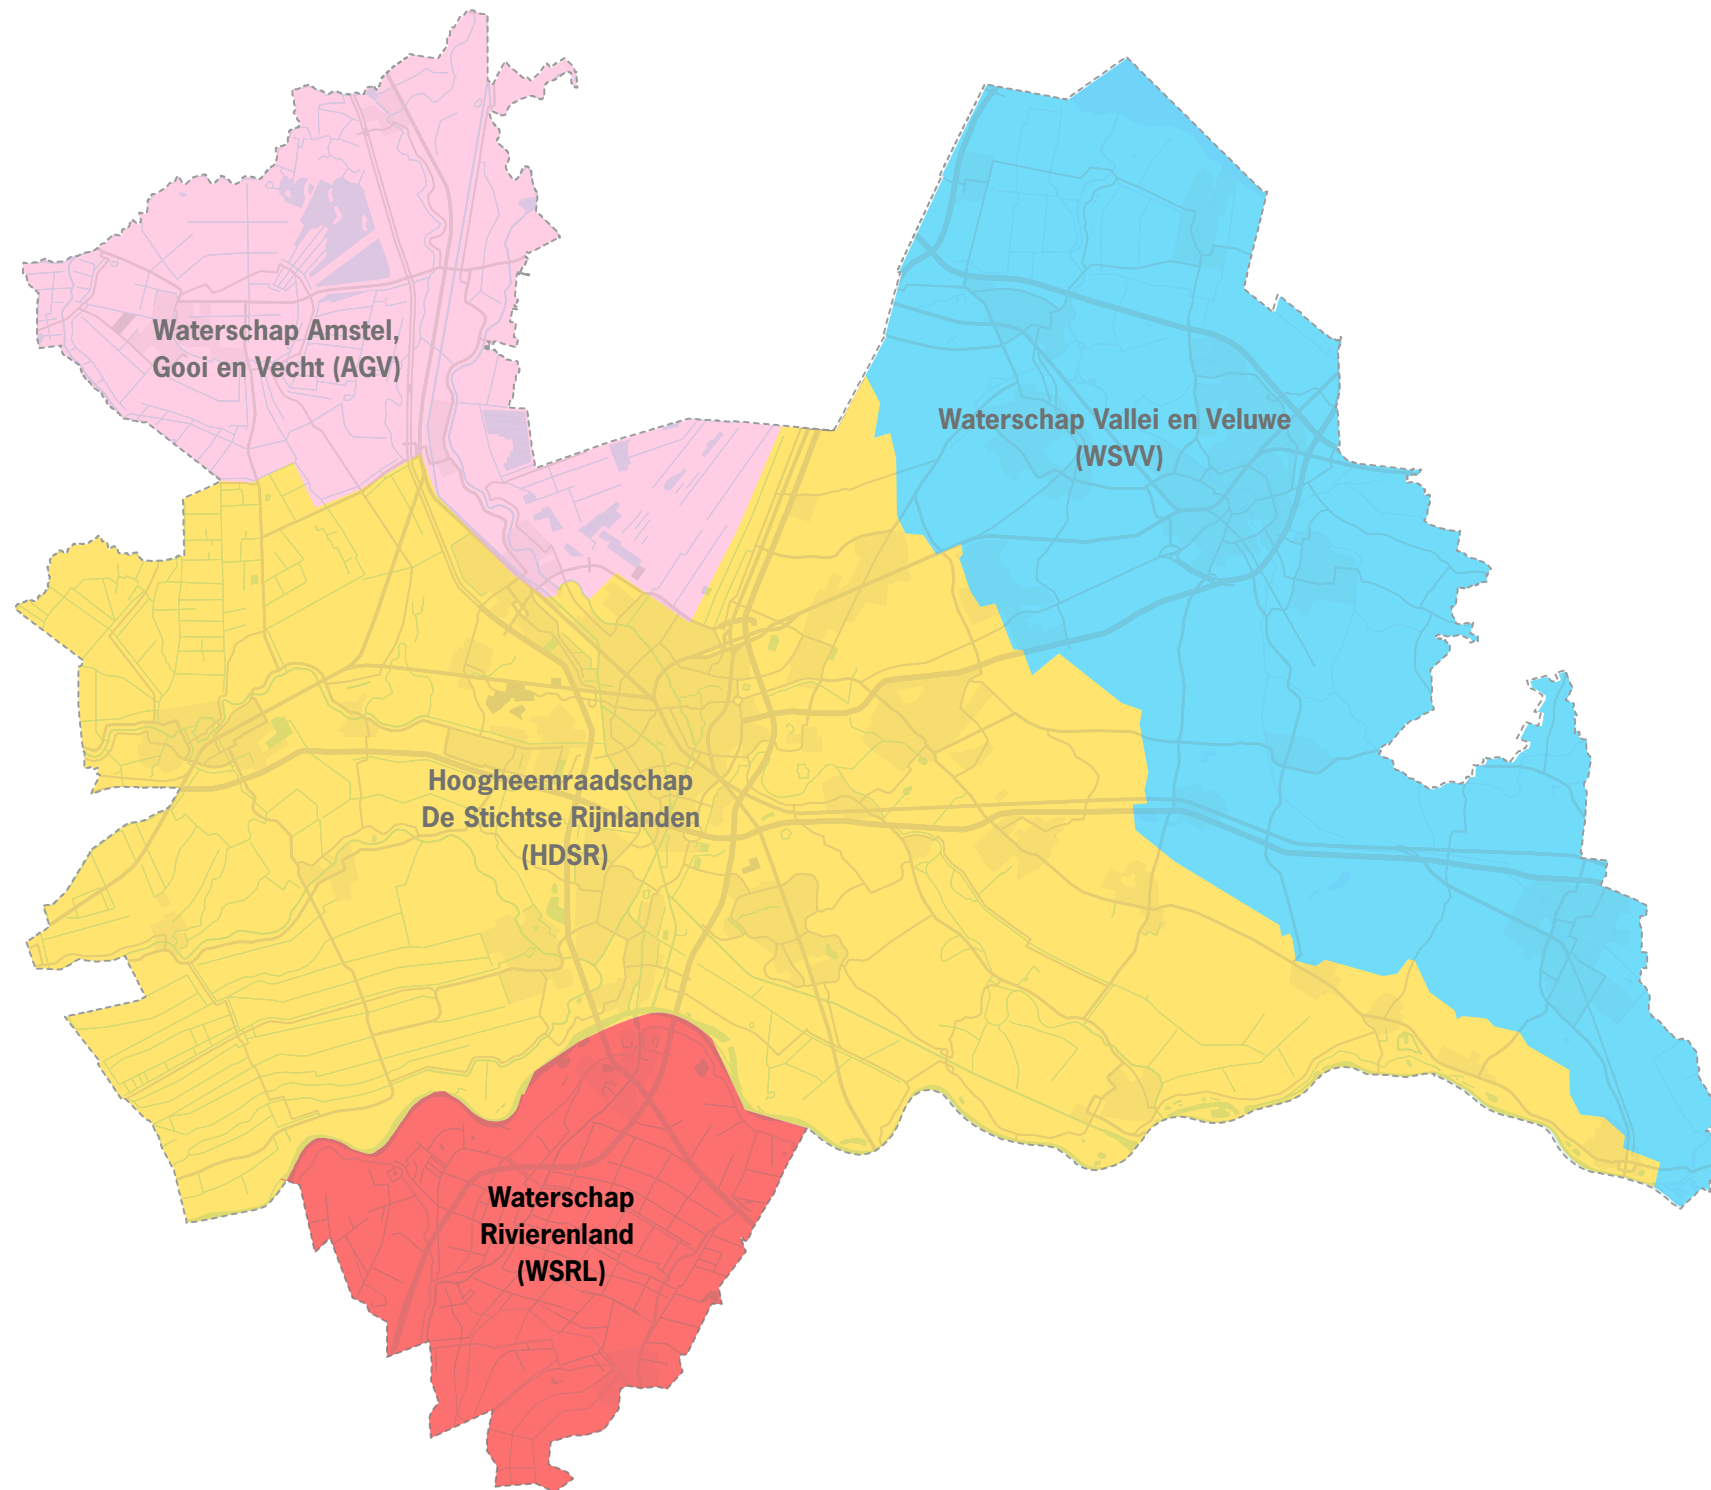 Waterschap Amstel,
Gooi en Vecht (AGV)
Waterschap Vallei en Veluwe
(WSVV)
Hoogheemraadschap
De Stichtse Rijnlanden
(HDSR)
Waterschap
Rivierenland
(WSRL)